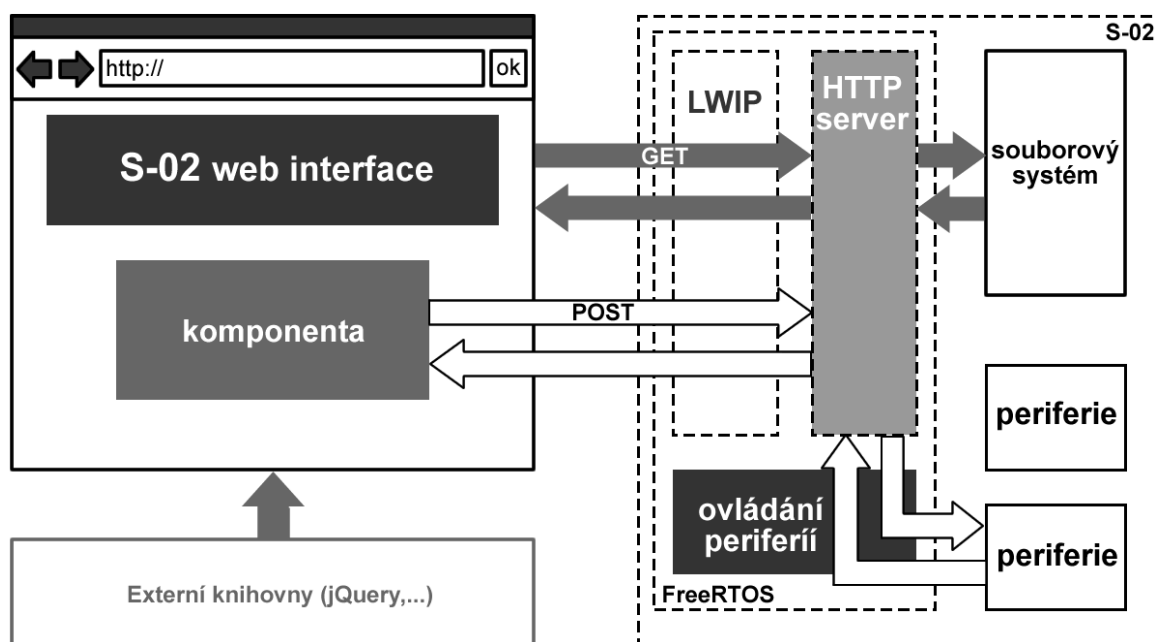 S-02
http://
ok
LWIP
HTTP
server
S-02 web interface
GET
souborový
systém
komponenta
POST
periferie
ovládání
periferíí
periferie
FreeRTOS
Externí knihovny (jQuery,...)